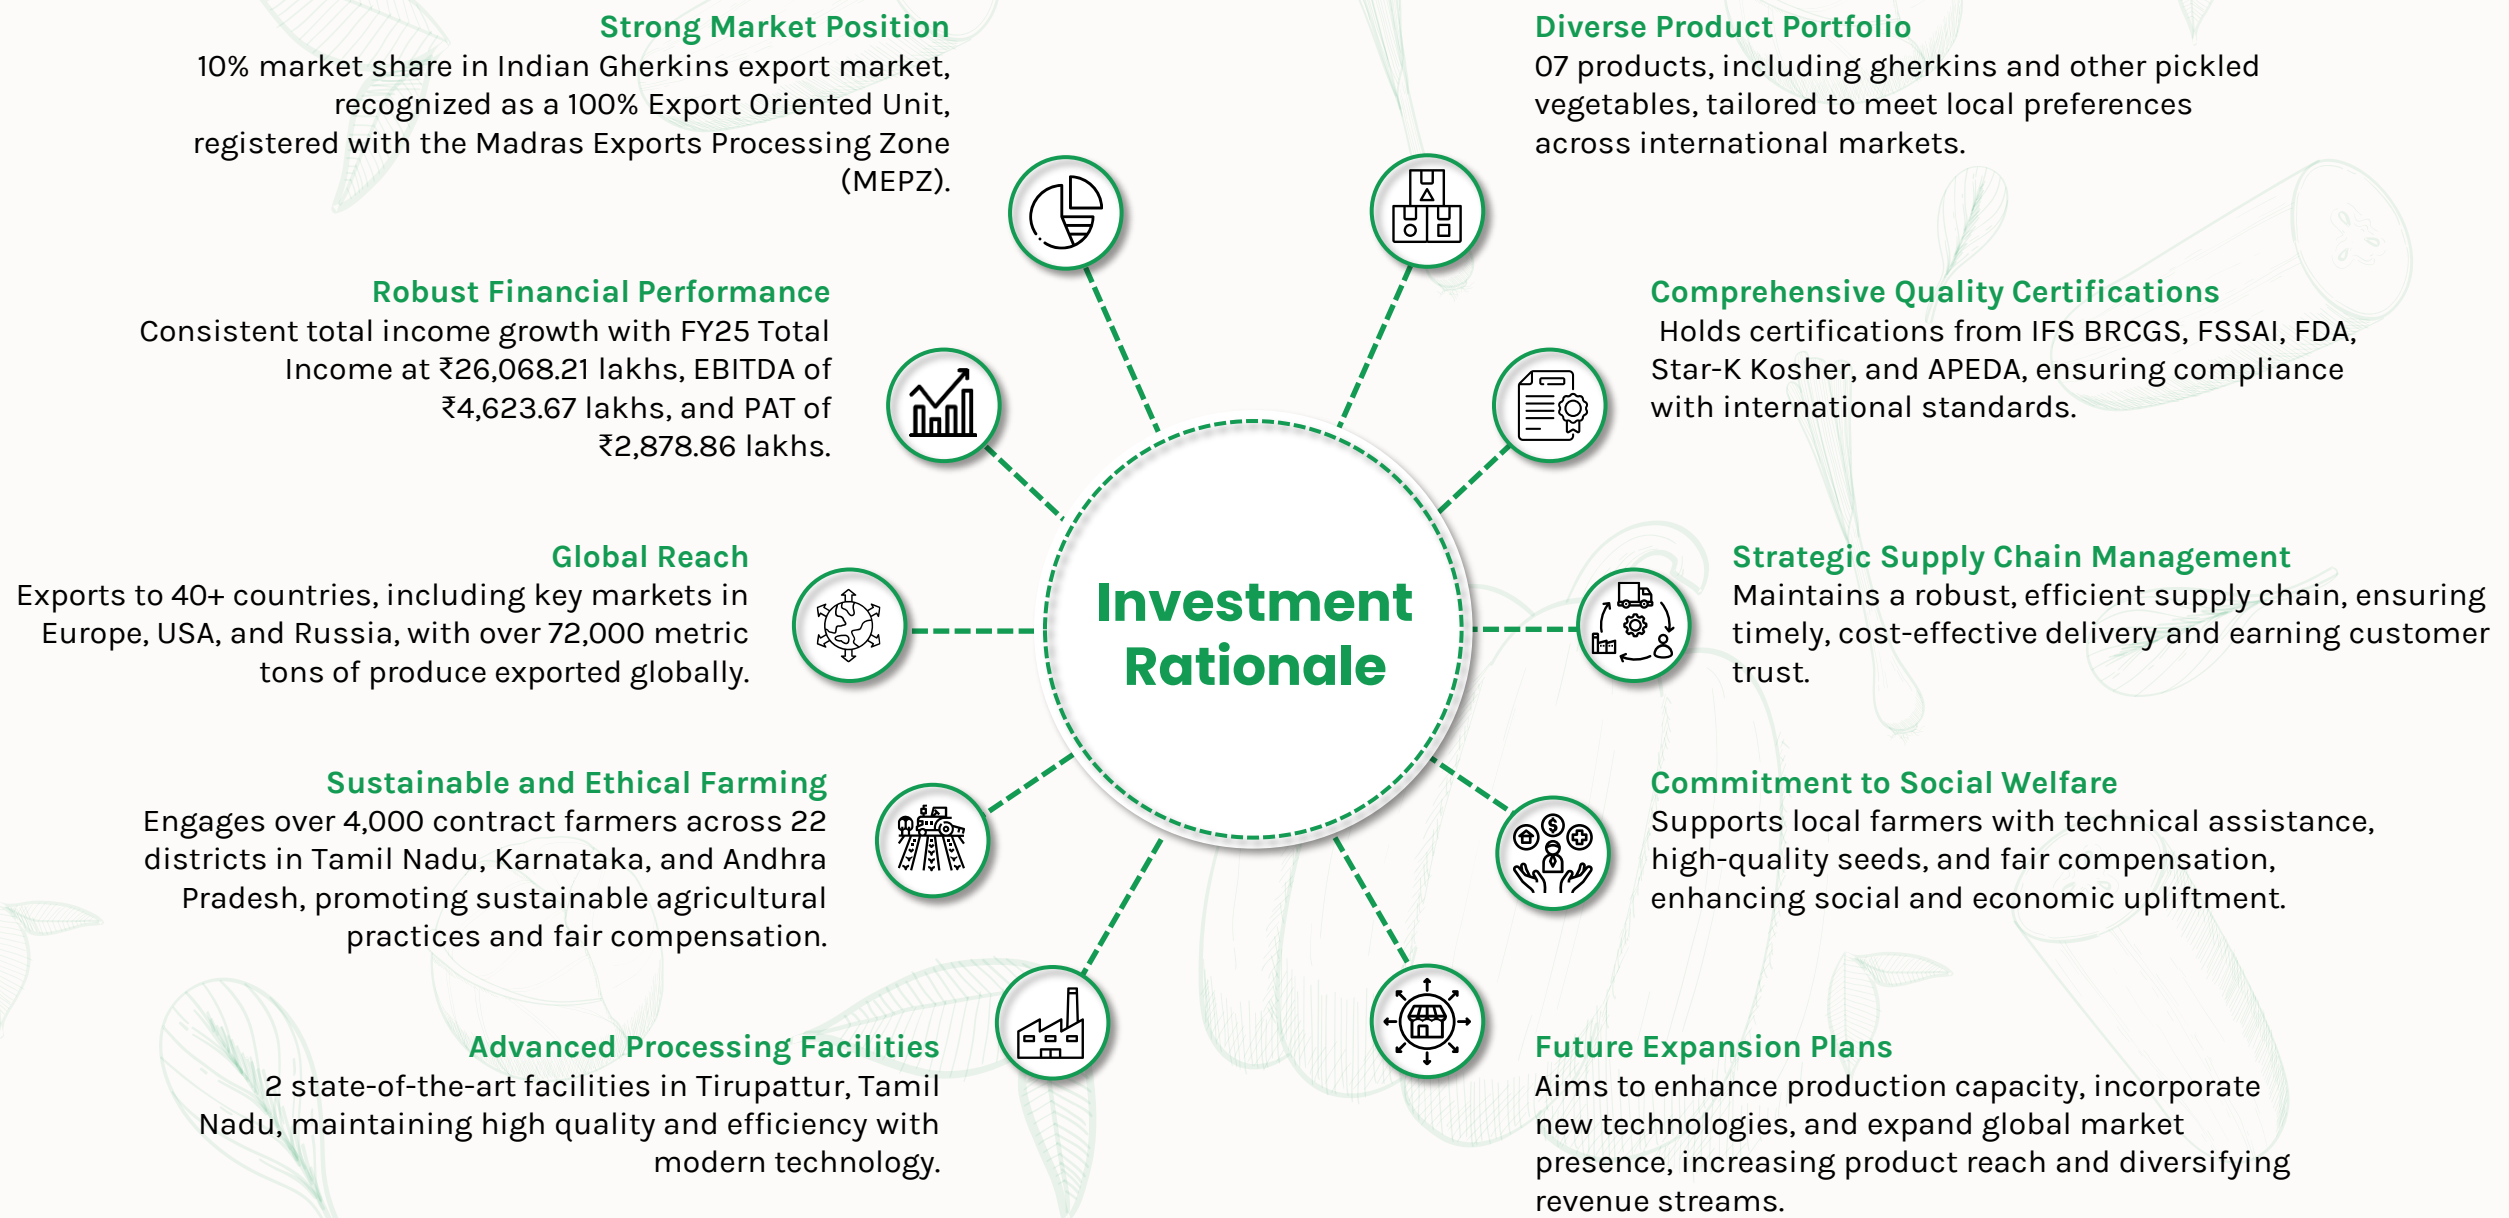 Strong Market Position
10% market share in Indian Gherkins export market,
recognized as a 100% Export Oriented Unit,
registered with the Madras Exports Processing Zone
(MEPZ).
Robust Financial Performance
Consistent total income growth with FY25 Total
Income at ₹26,068.21 lakhs, EBITDA of
₹4,623.67 lakhs, and PAT of
₹2,878.86 lakhs.
Global Reach
Exports to 40+ countries, including key markets in
Europe, USA, and Russia, with over 72,000 metric
tons of produce exported globally.
Sustainable and Ethical Farming
Engages over 4,000 contract farmers across 22
districts in Tamil Nadu, Karnataka, and Andhra
Pradesh, promoting sustainable agricultural
practices and fair compensation.
Advanced Processing Facilities
2 state-of-the-art facilities in Tirupattur, Tamil
Nadu, maintaining high quality and efficiency with
modern technology.
Investment
Rationale
Diverse Product Portfolio
07 products, including gherkins and other pickled
vegetables, tailored to meet local preferences
across international markets.
Comprehensive Quality Certifications
Holds certifications from IFS BRCGS, FSSAI, FDA,
Star-K Kosher, and APEDA, ensuring compliance
with international standards.
Strategic Supply Chain Management
Maintains a robust, efficient supply chain, ensuring
timely, cost-effective delivery and earning customer
trust.
Commitment to Social Welfare
Supports local farmers with technical assistance,
high-quality seeds, and fair compensation,
enhancing social and economic upliftment.
Future Expansion Plans
Aims to enhance production capacity, incorporate
new technologies, and expand global market
presence, increasing product reach and diversifying
revenue streams.